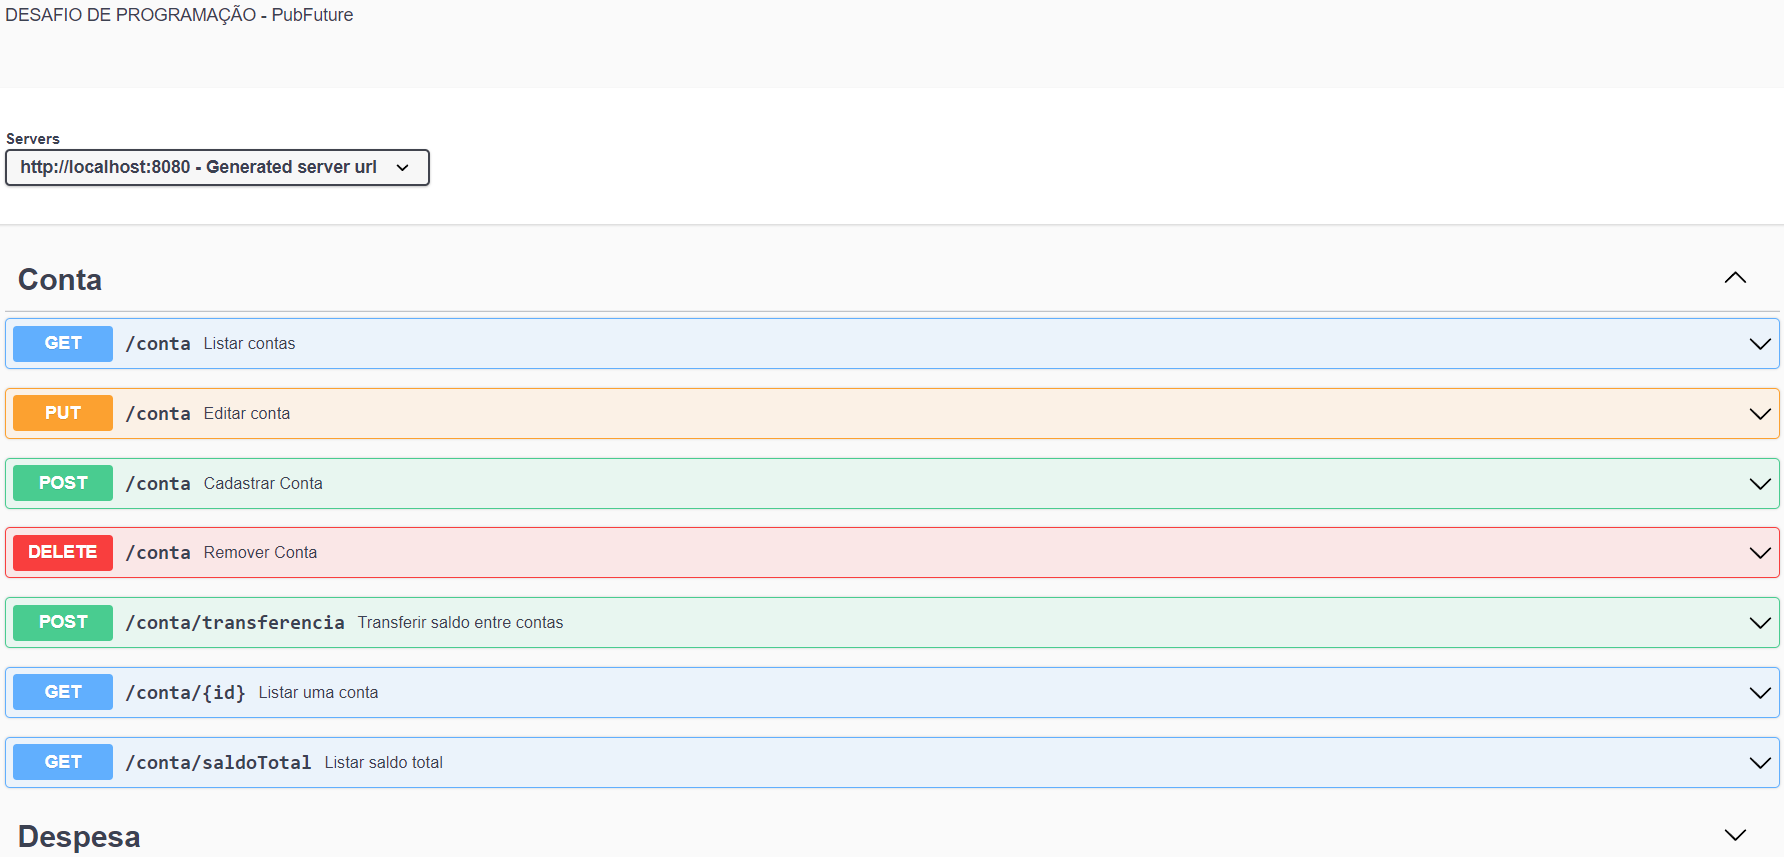 DESAFIO DE PROGRAMAÇÃO - PubFuture
Servers
http://localhost:8080 - Generated server url
Conta
GET /conta Listar contas
PUT /conta Editar conta
POST /conta Cadastrar Conta
DELETE /conta Remover Conta
POST /conta/transferencia Transferir saldo entre contas
GET /conta/{id} Listar uma conta
GET /conta/saldoTotal Listar saldo total
Despesa